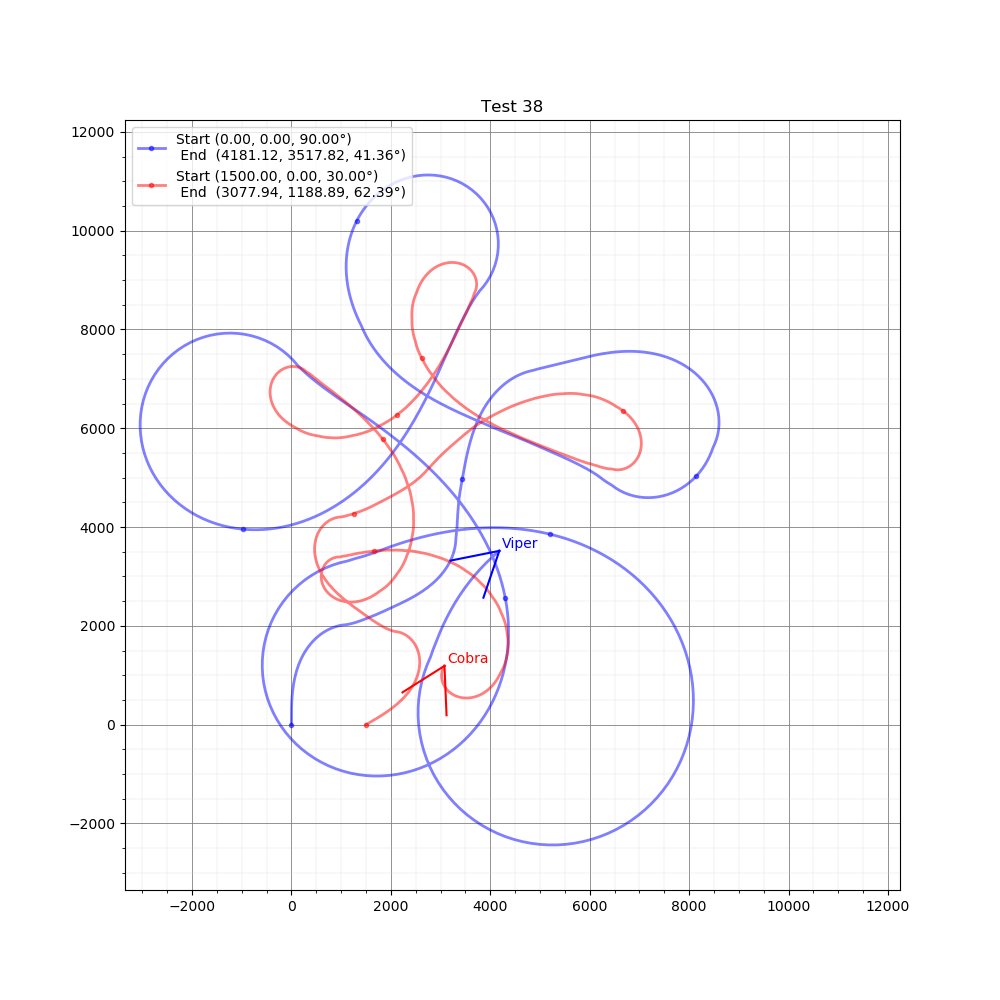 Test 38
Start (0.00, 0.00, 90.00°)
End (4181.12, 3517.82, 41.36°)
Start (1500.00, 0.00, 30.00°)
End (3077.94, 1188.89, 62.39°)
12000
10000
8000
6000
4000
2000
0
−2000
Viper
Cobra
−2000 0 2000 4000 6000 8000 10000 12000